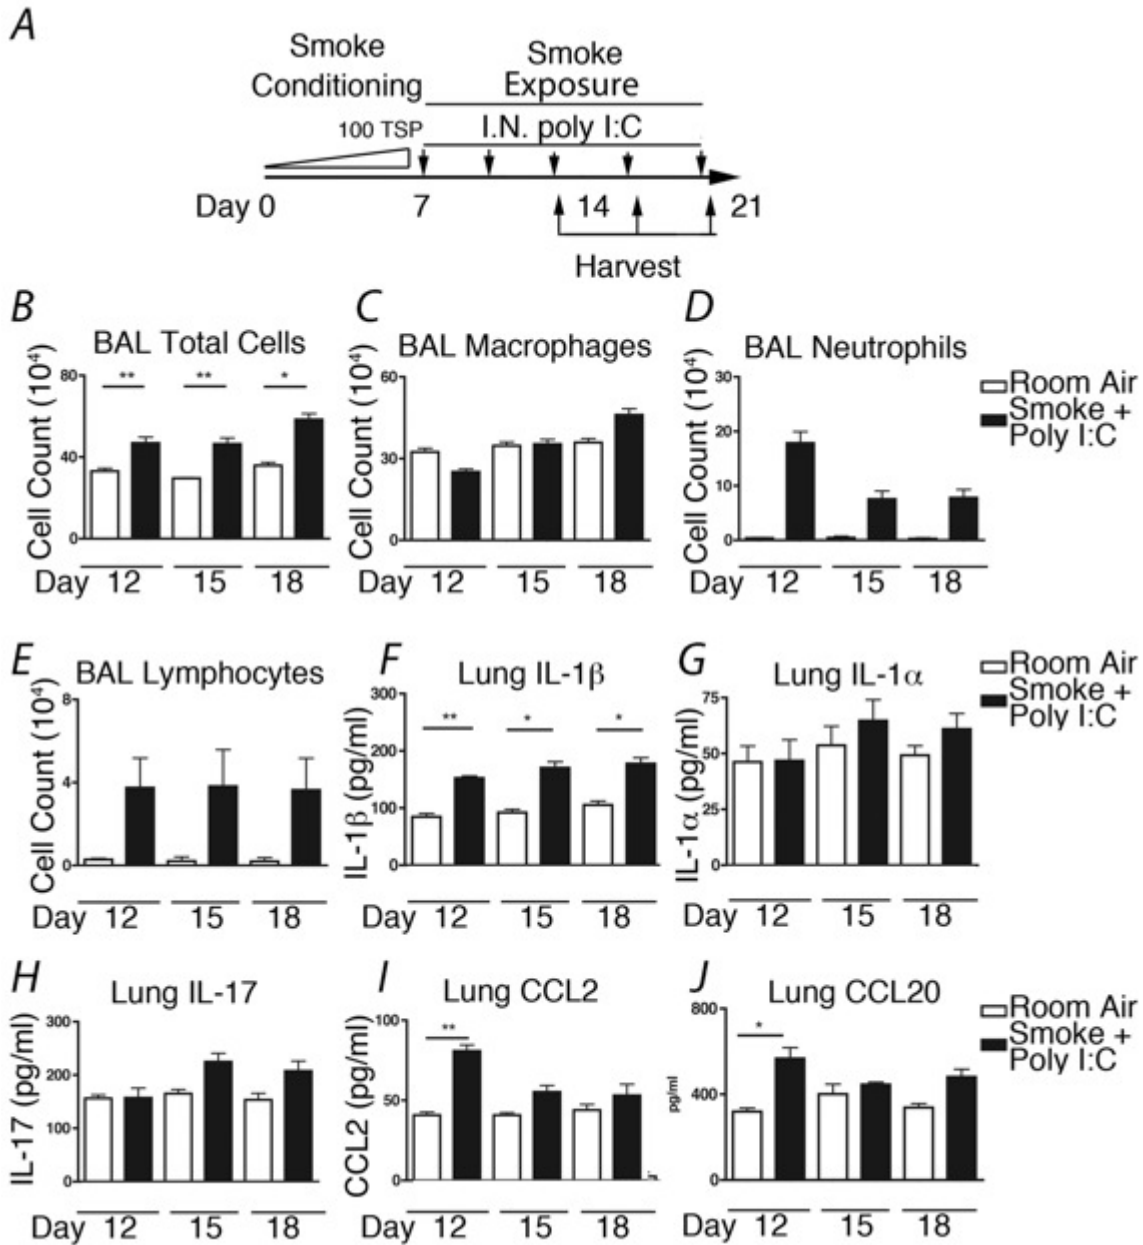 A
Smoke
Conditioning
Smoke
Exposure
100 TSP
I.N. poly I:C
Day 0
7
14
21
Harvest
B
BAL Total Cells
Cell Count (10⁴)
80
40
0
**
**
*
Day 12 15 18
C
BAL Macrophages
Cell Count (10⁴)
60
30
0
Day 12 15 18
D
BAL Neutrophils
Cell Count (10⁴)
30
20
10
0
Day 12 15 18
Room Air
Smoke +
Poly I:C
E
BAL Lymphocytes
Cell Count (10⁴)
8
4
0
Day 12 15 18
F
Lung IL-1β
IL-1β (pg/ml)
300
200
100
0
**
*
*
Day 12 15 18
G
Lung IL-1α
IL-1α (pg/ml)
75
50
25
0
Day 12 15 18
Room Air
Smoke +
Poly I:C
H
Lung IL-17
IL-17 (pg/ml)
300
200
100
0
Day 12 15 18
I
Lung CCL2
CCL2 (pg/ml)
100
50
0
**
Day 12 15 18
J
Lung CCL20
pg/ml
800
400
0
*
Day 12 15 18
Room Air
Smoke +
Poly I:C